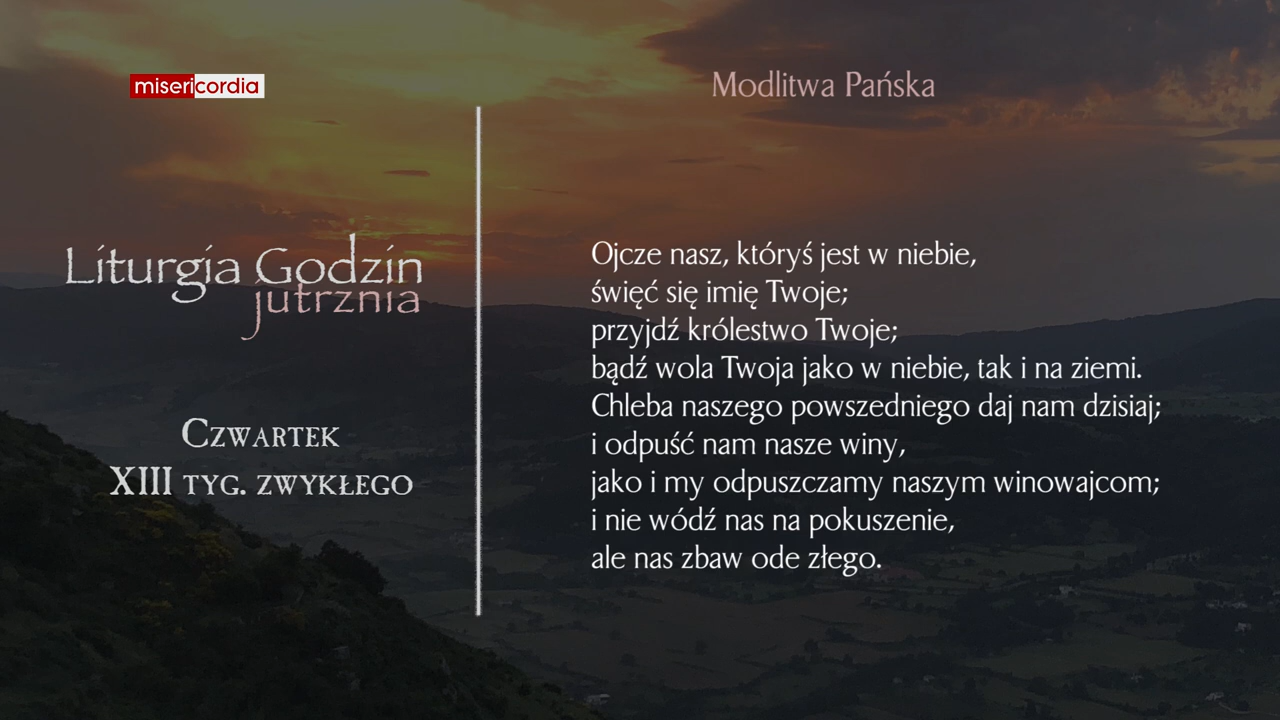 misericordia
Liturgia Godzin
jutrznia
Czwartek
XIII tyg. zwykłego
Modlitwa Pańska
Ojcze nasz, któryś jest w niebie,
święć się imię Twoje;
przyjdź królestwo Twoje;
bądź wola Twoja jako w niebie, tak i na ziemi.
Chleba naszego powszedniego daj nam dzisiaj;
i odpuść nam nasze winy,
jako i my odpuszczamy naszym winowajcom;
i nie wódź nas na pokuszenie,
ale nas zbaw ode złego.